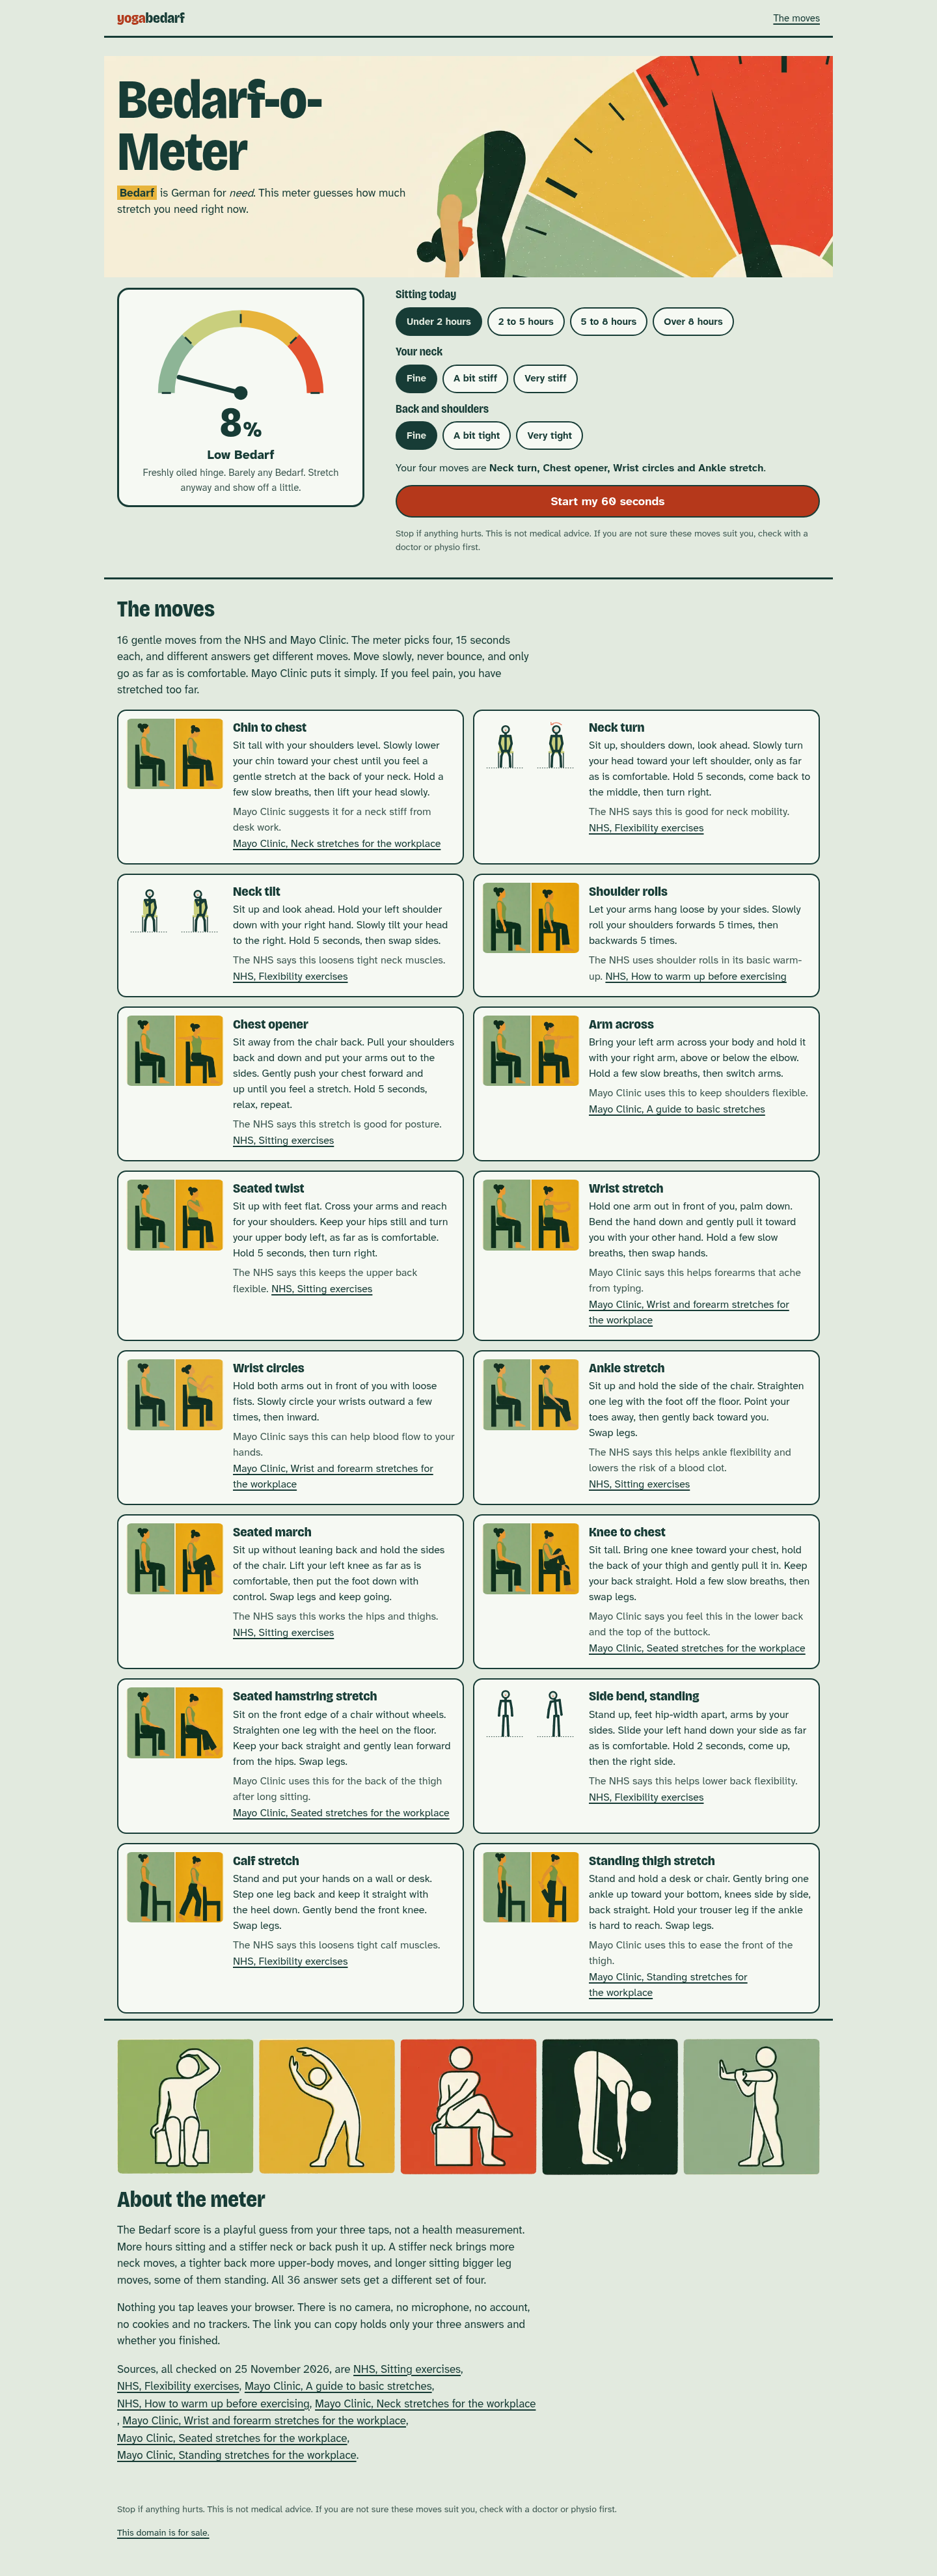 yogabedarf
The moves
Bedarf-o-
Meter
Bedarf is German for need. This meter guesses how much
stretch you need right now.
8%
Low Bedarf
Freshly oiled hinge. Barely any Bedarf. Stretch
anyway and show off a little.
Sitting today
Under 2 hours
2 to 5 hours
5 to 8 hours
Over 8 hours
Your neck
Fine
A bit stiff
Very stiff
Back and shoulders
Fine
A bit tight
Very tight
Your four moves are Neck turn, Chest opener, Wrist circles and Ankle stretch.
Start my 60 seconds
Stop if anything hurts. This is not medical advice. If you are not sure these moves suit you, check with a
doctor or physio first.
The moves
16 gentle moves from the NHS and Mayo Clinic. The meter picks four, 15 seconds
each, and different answers get different moves. Move slowly, never bounce, and only
go as far as is comfortable. Mayo Clinic puts it simply. If you feel pain, you have
stretched too far.
Chin to chest
Sit tall with your shoulders level. Slowly lower
your chin toward your chest until you feel a
gentle stretch at the back of your neck. Hold a
few slow breaths, then lift your head slowly.
Mayo Clinic suggests it for a neck stiff from
desk work.
Mayo Clinic, Neck stretches for the workplace
Neck turn
Sit up, shoulders down, look ahead. Slowly turn
your head toward your left shoulder, only as far
as is comfortable. Hold 5 seconds, come back to
the middle, then turn right.
The NHS says this is good for neck mobility.
NHS, Flexibility exercises
Neck tilt
Sit up and look ahead. Hold your left shoulder
down with your right hand. Slowly tilt your head
to the right. Hold 5 seconds, then swap sides.
The NHS says this loosens tight neck muscles.
NHS, Flexibility exercises
Shoulder rolls
Let your arms hang loose by your sides. Slowly
roll your shoulders forwards 5 times, then
backwards 5 times.
The NHS uses shoulder rolls in its basic warm-
up. NHS, How to warm up before exercising
Chest opener
Sit away from the chair back. Pull your shoulders
back and down and put your arms out to the
sides. Gently push your chest forward and
up until you feel a stretch. Hold 5 seconds,
relax, repeat.
The NHS says this stretch is good for posture.
NHS, Sitting exercises
Arm across
Bring your left arm across your body and hold it
with your right arm, above or below the elbow.
Hold a few slow breaths, then switch arms.
Mayo Clinic uses this to keep shoulders flexible.
Mayo Clinic, A guide to basic stretches
Seated twist
Sit up with feet flat. Cross your arms and reach
for your shoulders. Keep your hips still and turn
your upper body left, as far as is comfortable.
Hold 5 seconds, then turn right.
The NHS says this keeps the upper back
flexible. NHS, Sitting exercises
Wrist stretch
Hold one arm out in front of you, palm down.
Bend the hand down and gently pull it toward
you with your other hand. Hold a few slow
breaths, then swap hands.
Mayo Clinic says this helps forearms that ache
from typing.
Mayo Clinic, Wrist and forearm stretches for
the workplace
Wrist circles
Hold both arms out in front of you with loose
fists. Slowly circle your wrists outward a few
times, then inward.
Mayo Clinic says this can help blood flow to your
hands.
Mayo Clinic, Wrist and forearm stretches for
the workplace
Ankle stretch
Sit up and hold the side of the chair. Straighten
one leg with the foot off the floor. Point your
toes away, then gently back toward you.
Swap legs.
The NHS says this helps ankle flexibility and
lowers the risk of a blood clot.
NHS, Sitting exercises
Seated march
Sit up without leaning back and hold the sides
of the chair. Lift your left knee as far as is
comfortable, then put the foot down with
control. Swap legs and keep going.
The NHS says this works the hips and thighs.
NHS, Sitting exercises
Knee to chest
Sit tall. Bring one knee toward your chest, hold
the back of your thigh and gently pull it in. Keep
your back straight. Hold a few slow breaths, then
swap legs.
Mayo Clinic says you feel this in the lower back
and the top of the buttock.
Mayo Clinic, Seated stretches for the workplace
Seated hamstring stretch
Sit on the front edge of a chair without wheels.
Straighten one leg with the heel on the floor.
Keep your back straight and gently lean forward
from the hips. Swap legs.
Mayo Clinic uses this for the back of the thigh
after long sitting.
Mayo Clinic, Seated stretches for the workplace
Side bend, standing
Stand up, feet hip-width apart, arms by your
sides. Slide your left hand down your side as far
as is comfortable. Hold 2 seconds, come up,
then the right side.
The NHS says this helps lower back flexibility.
NHS, Flexibility exercises
Calf stretch
Stand and put your hands on a wall or desk.
Step one leg back and keep it straight with
the heel down. Gently bend the front knee.
Swap legs.
The NHS says this loosens tight calf muscles.
NHS, Flexibility exercises
Standing thigh stretch
Stand and hold a desk or chair. Gently bring one
ankle up toward your bottom, knees side by side,
back straight. Hold your trouser leg if the ankle
is hard to reach. Swap legs.
Mayo Clinic uses this to ease the front of the
thigh.
Mayo Clinic, Standing stretches for
the workplace
About the meter
The Bedarf score is a playful guess from your three taps, not a health measurement.
More hours sitting and a stiffer neck or back push it up. A stiffer neck brings more
neck moves, a tighter back more upper-body moves, and longer sitting bigger leg
moves, some of them standing. All 36 answer sets get a different set of four.
Nothing you tap leaves your browser. There is no camera, no microphone, no account,
no cookies and no trackers. The link you can copy holds only your three answers and
whether you finished.
Sources, all checked on 25 November 2026, are NHS, Sitting exercises,
NHS, Flexibility exercises, Mayo Clinic, A guide to basic stretches,
NHS, How to warm up before exercising, Mayo Clinic, Neck stretches for the workplace
, Mayo Clinic, Wrist and forearm stretches for the workplace,
Mayo Clinic, Seated stretches for the workplace,
Mayo Clinic, Standing stretches for the workplace.
Stop if anything hurts. This is not medical advice. If you are not sure these moves suit you, check with a doctor or physio first.
This domain is for sale.